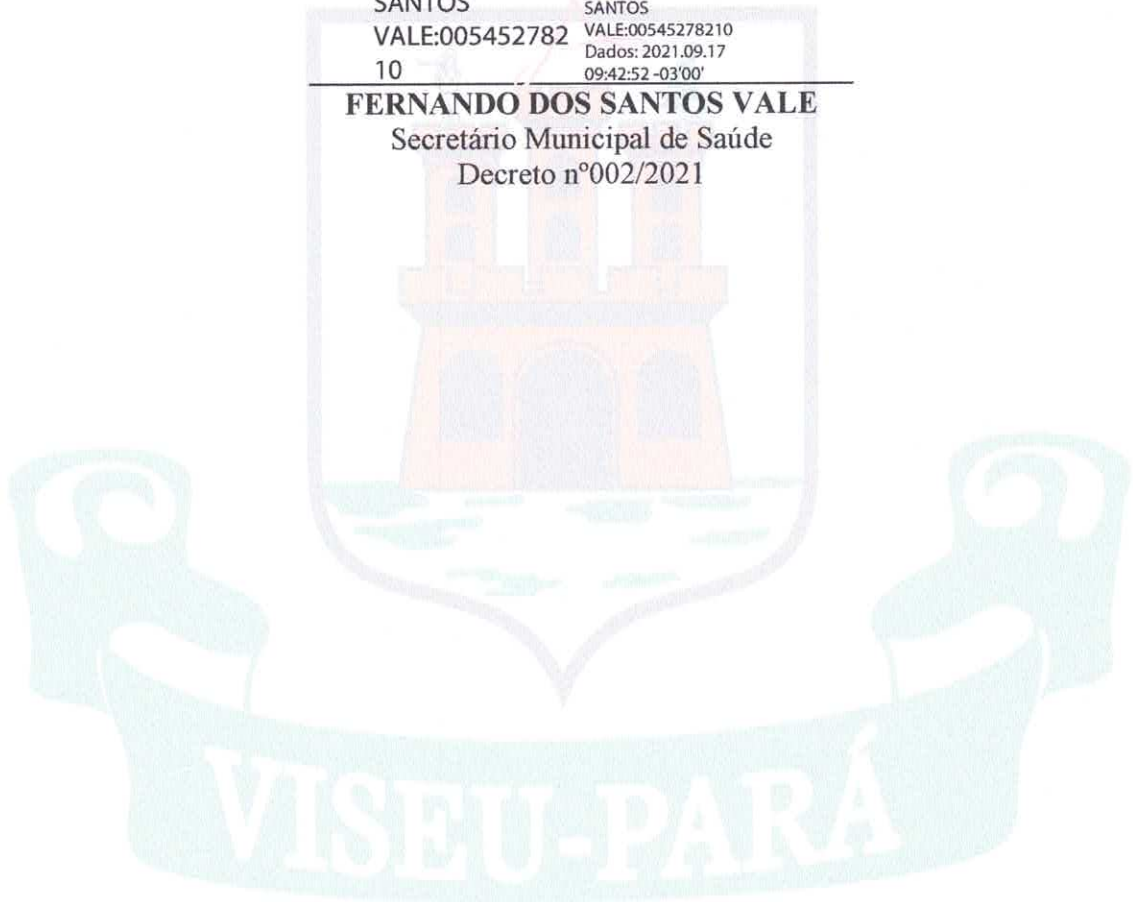 SANTOS
VALE:005452782
10
SANTOS
VALE:00545278210
Dados: 2021.09.17
09:42:52 -03'00'
FERNANDO DOS SANTOS VALE
Secretário Municipal de Saúde
Decreto nº002/2021
VISEU-PARÁ